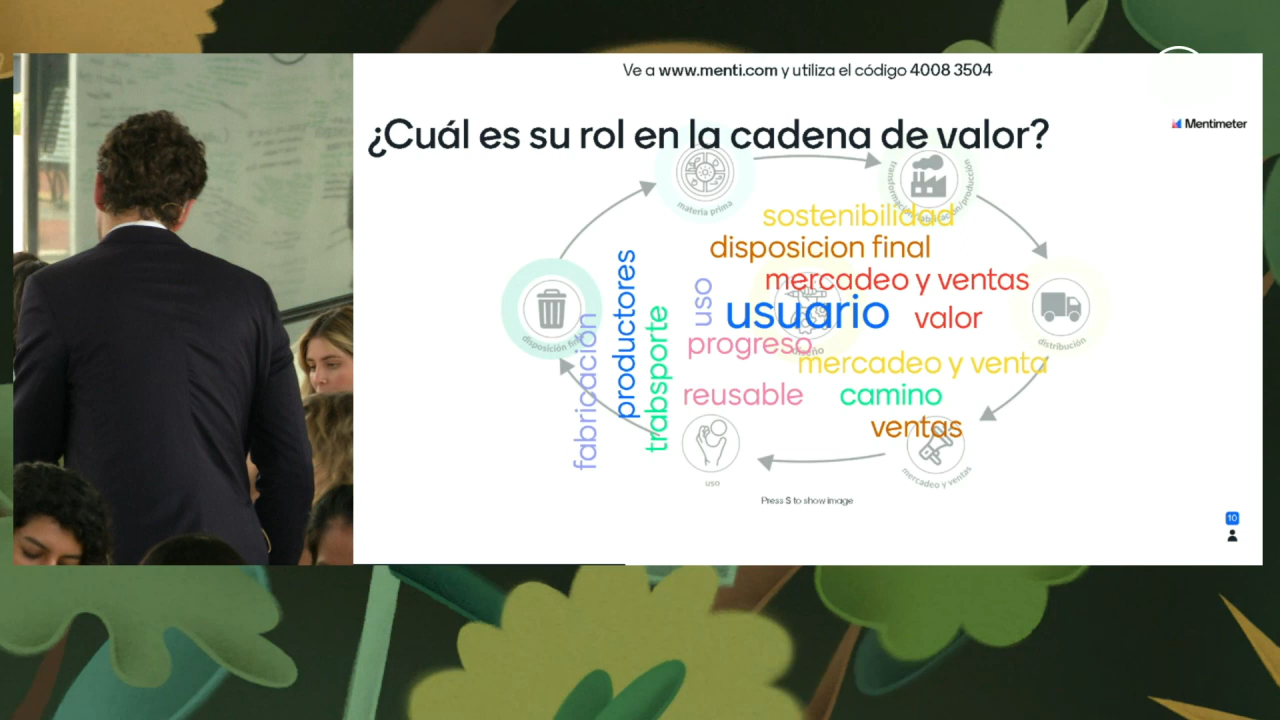 Ve a www.menti.com y utiliza el código 4008 3504
¿Cuál es su rol en la cadena de valor?
Mentimeter
materia prima
sostenibilidad
disposicion final
mercadeo y ventas
uso
usuario
valor
productores
fabricación
trabsporte
progreso
mercadeo y venta
reusable
camino
ventas
disposición final
distribución
uso
mercadeo y ventas
Press S to show image
10